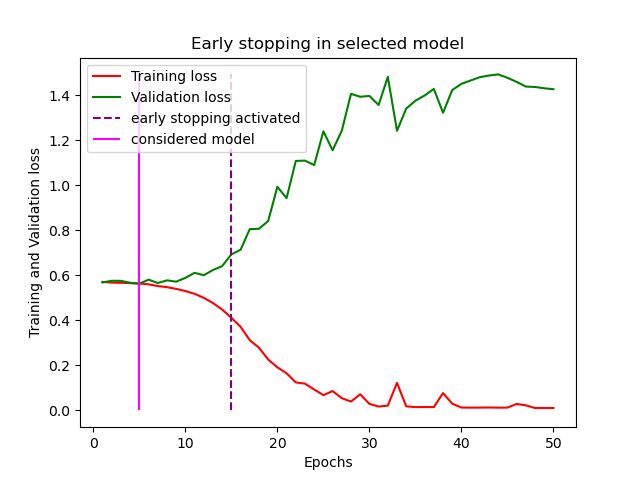 Early stopping in selected model
Training loss
Validation loss
early stopping activated
considered model
Training and Validation loss
1.4
1.2
1.0
0.8
0.6
0.4
0.2
0.0
0 10 20 30 40 50
Epochs